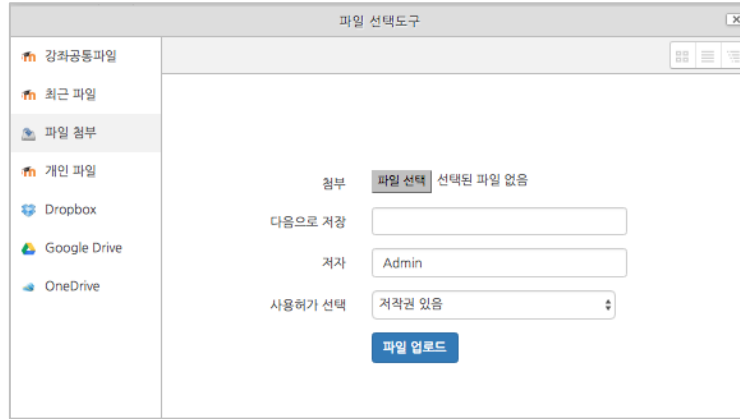 파일 선택도구
강좌공통파일
최근 파일
파일 첨부
개인 파일
Dropbox
Google Drive
OneDrive
첨부 파일 선택 선택된 파일 없음
다음으로 저장
저자 Admin
사용허가 선택 저작권 있음
파일 업로드